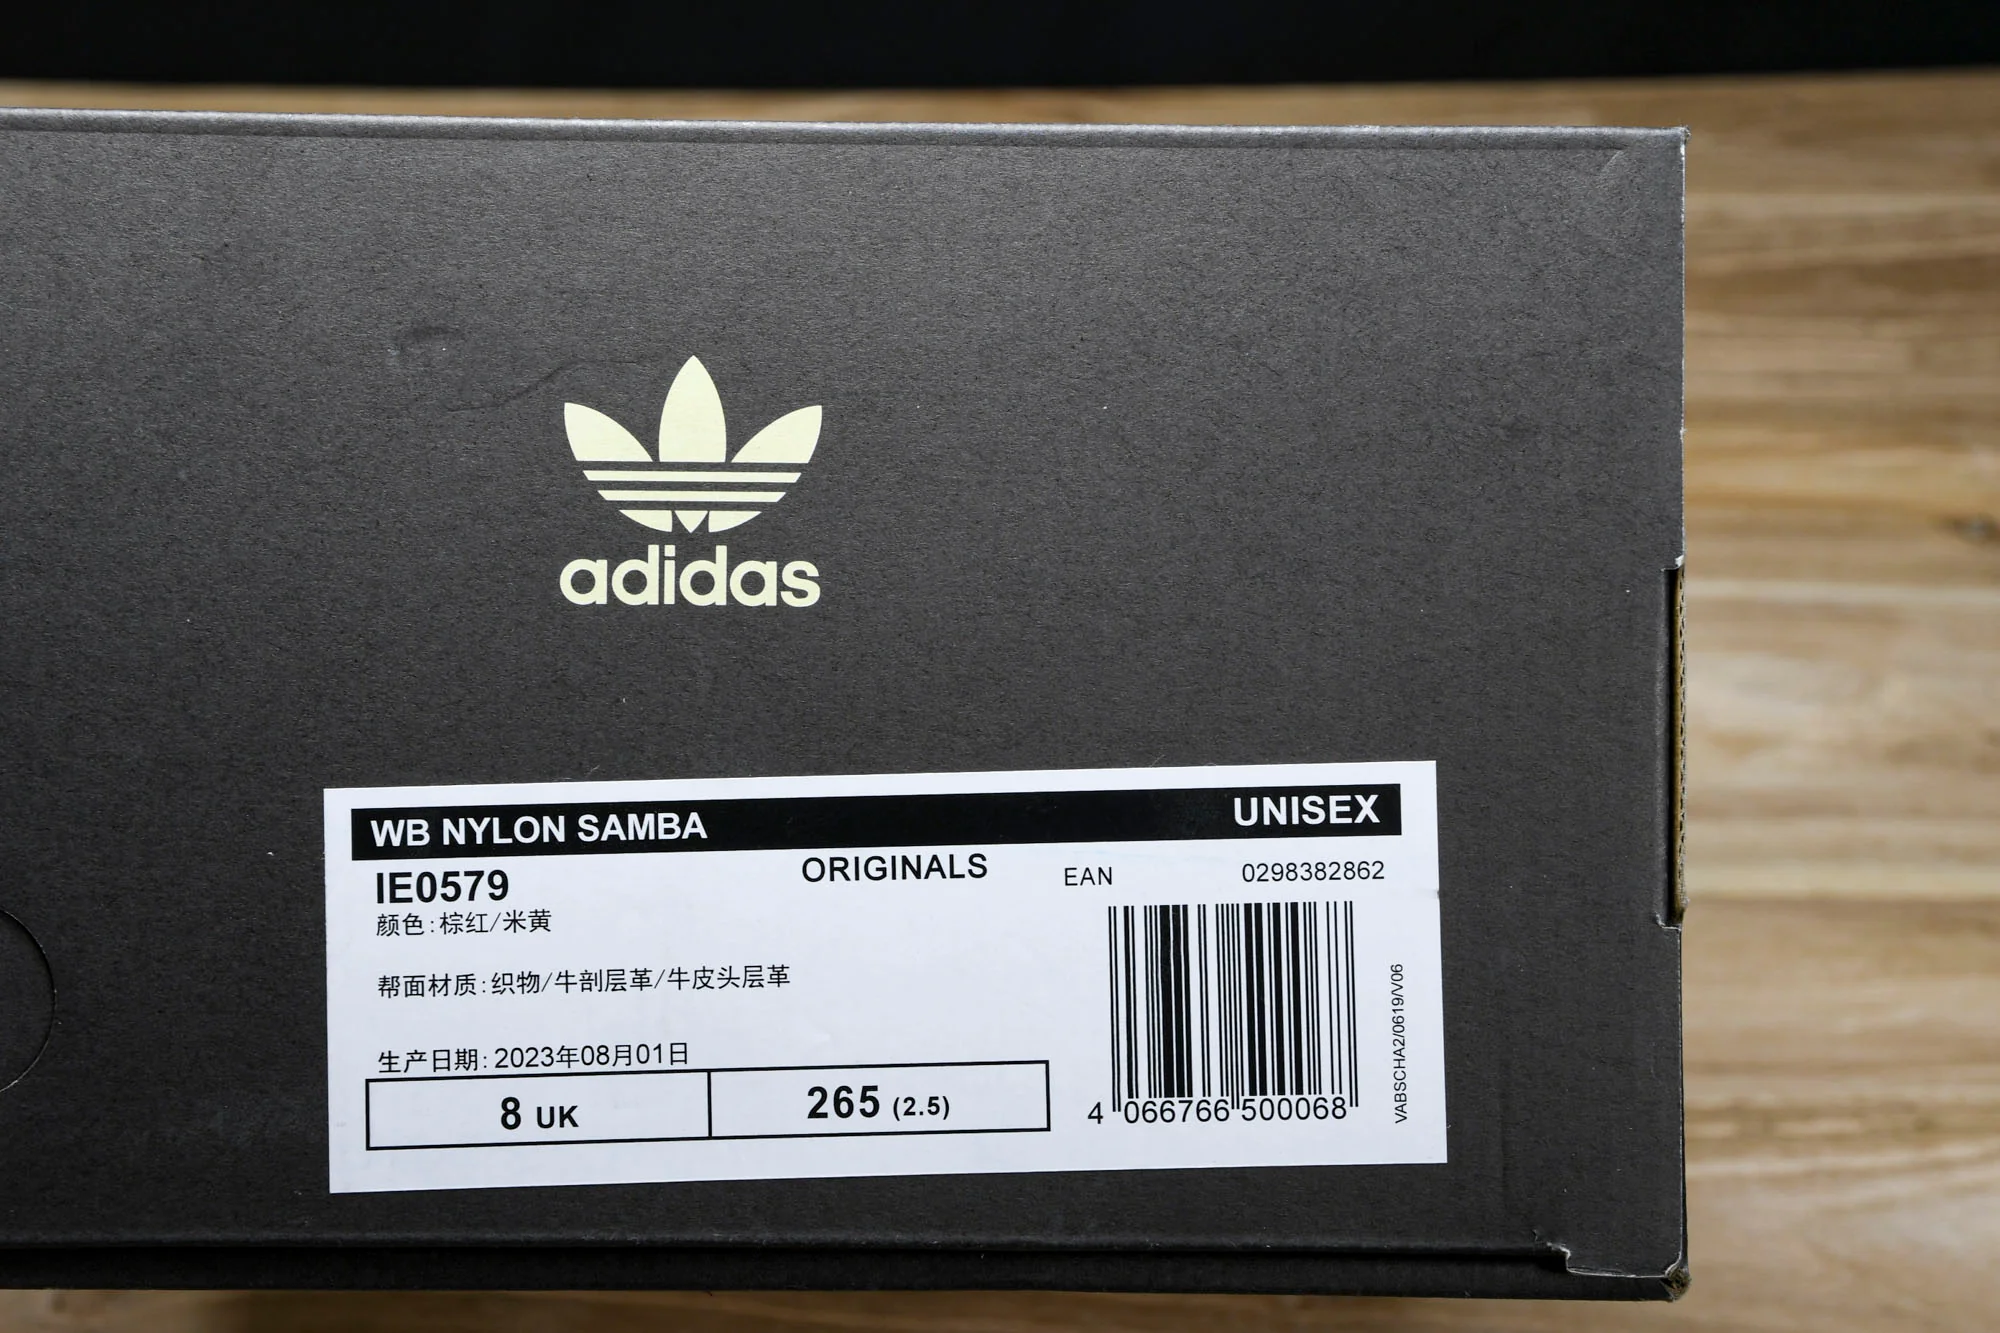 adidas
WB NYLON SAMBA UNISEX
IE0579 ORIGINALS EAN 0298382862
颜色:棕红/米黄
帮面材质:织物/牛剖层革/牛皮头层革
生产日期:2023年08月01日
8 UK 265 (2.5)
4 066766 500068
VABSCHA2/0619/V06